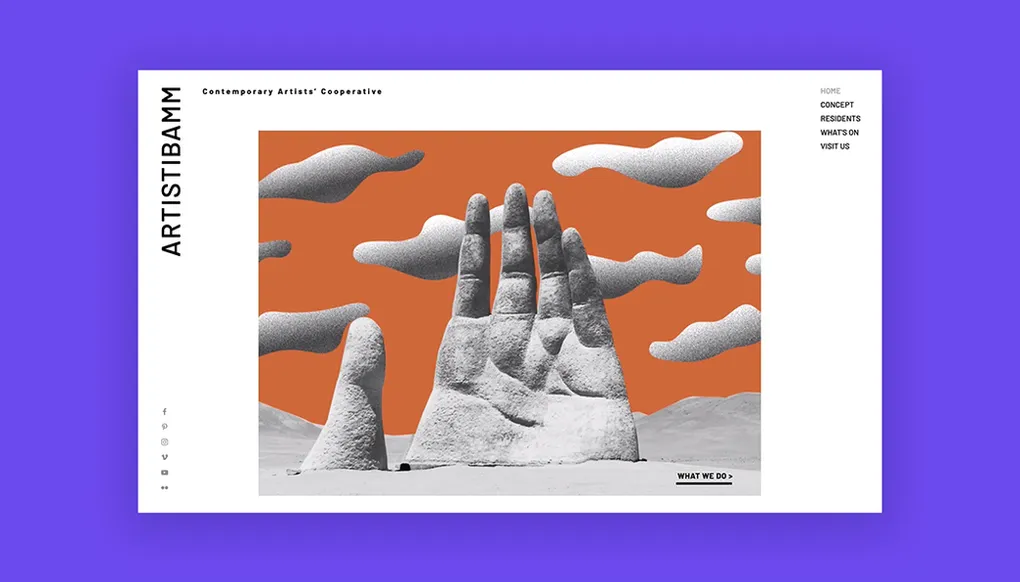 ARTISTIBAMM
Contemporary Artists' Cooperative
HOME
CONCEPT
RESIDENTS
WHAT'S ON
VISIT US
WHAT WE DO >